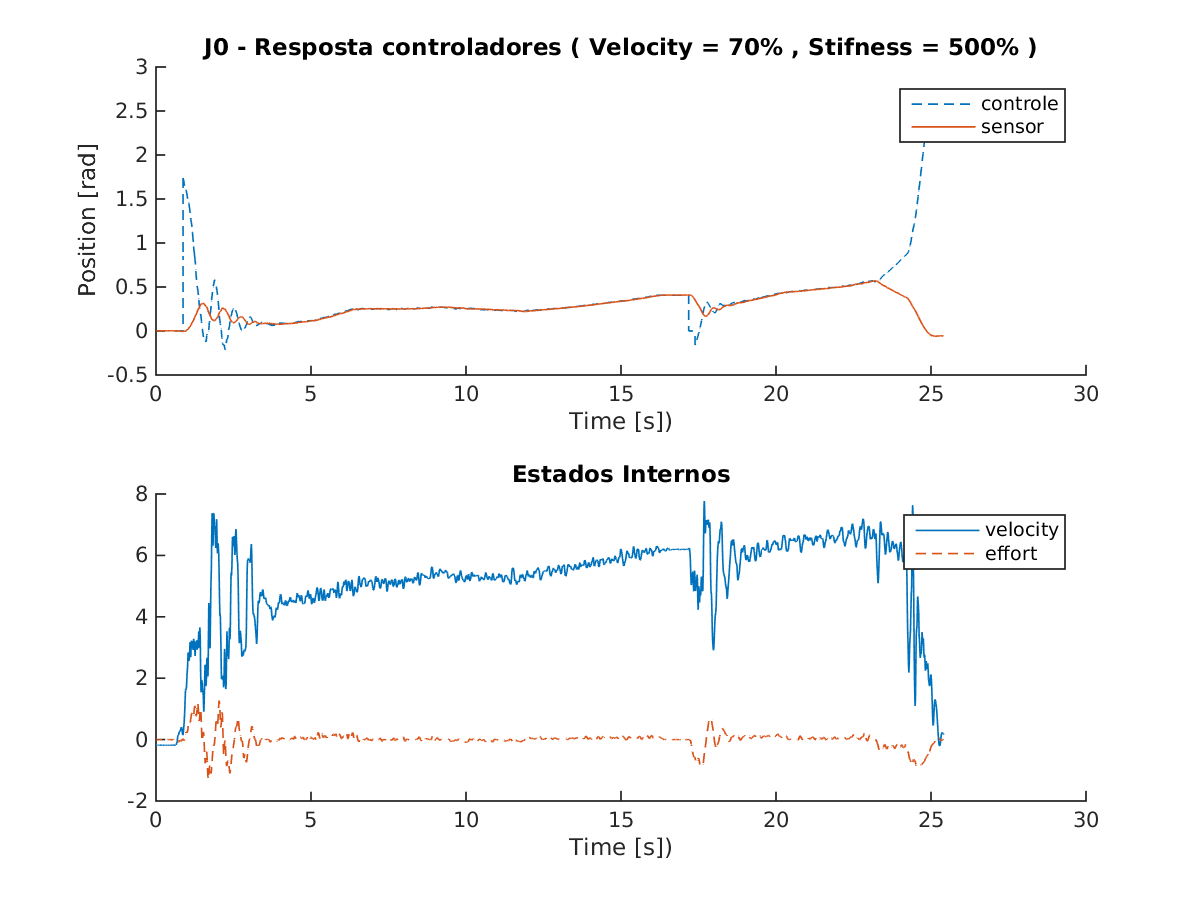 J0 - Resposta controladores ( Velocity = 70% , Stifness = 500% )
3
2.5
2
1.5
1
0.5
0
-0.5
Position [rad]
controle
sensor
0 5 10 15 20 25 30
Time [s])
Estados Internos
8
6
4
2
0
-2
velocity
effort
0 5 10 15 20 25 30
Time [s])